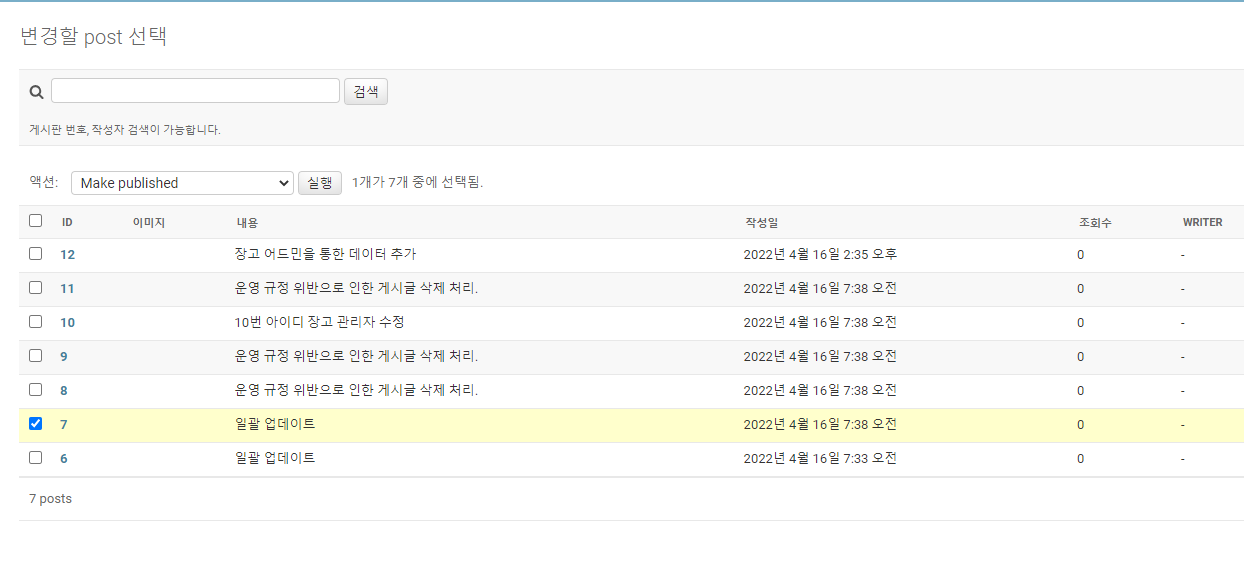 변경할 post 선택
검색
게시판 번호, 작성자 검색이 가능합니다.
액션: Make published 실행 1개가 7개 중에 선택됨.
ID 이미지 내용 작성일 조회수 WRITER
12 장고 어드민을 통한 데이터 추가 2022년 4월 16일 2:35 오후 0 -
11 운영 규정 위반으로 인한 게시글 삭제 처리. 2022년 4월 16일 7:38 오전 0 -
10 10번 아이디 장고 관리자 수정 2022년 4월 16일 7:38 오전 0 -
9 운영 규정 위반으로 인한 게시글 삭제 처리. 2022년 4월 16일 7:38 오전 0 -
8 운영 규정 위반으로 인한 게시글 삭제 처리. 2022년 4월 16일 7:38 오전 0 -
7 일괄 업데이트 2022년 4월 16일 7:38 오전 0 -
6 일괄 업데이트 2022년 4월 16일 7:33 오전 0 -
7 posts